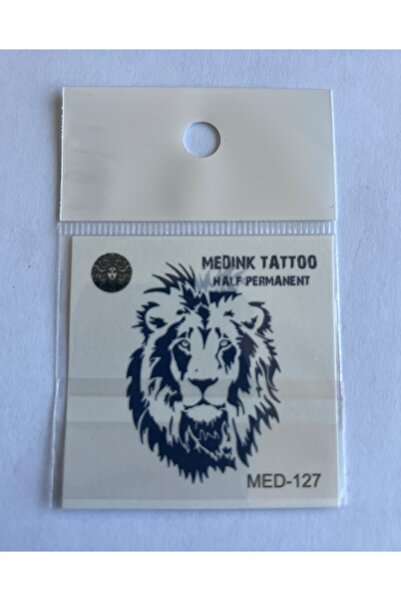 MEDINK TATTOO
HALF PERMANENT
MED-127